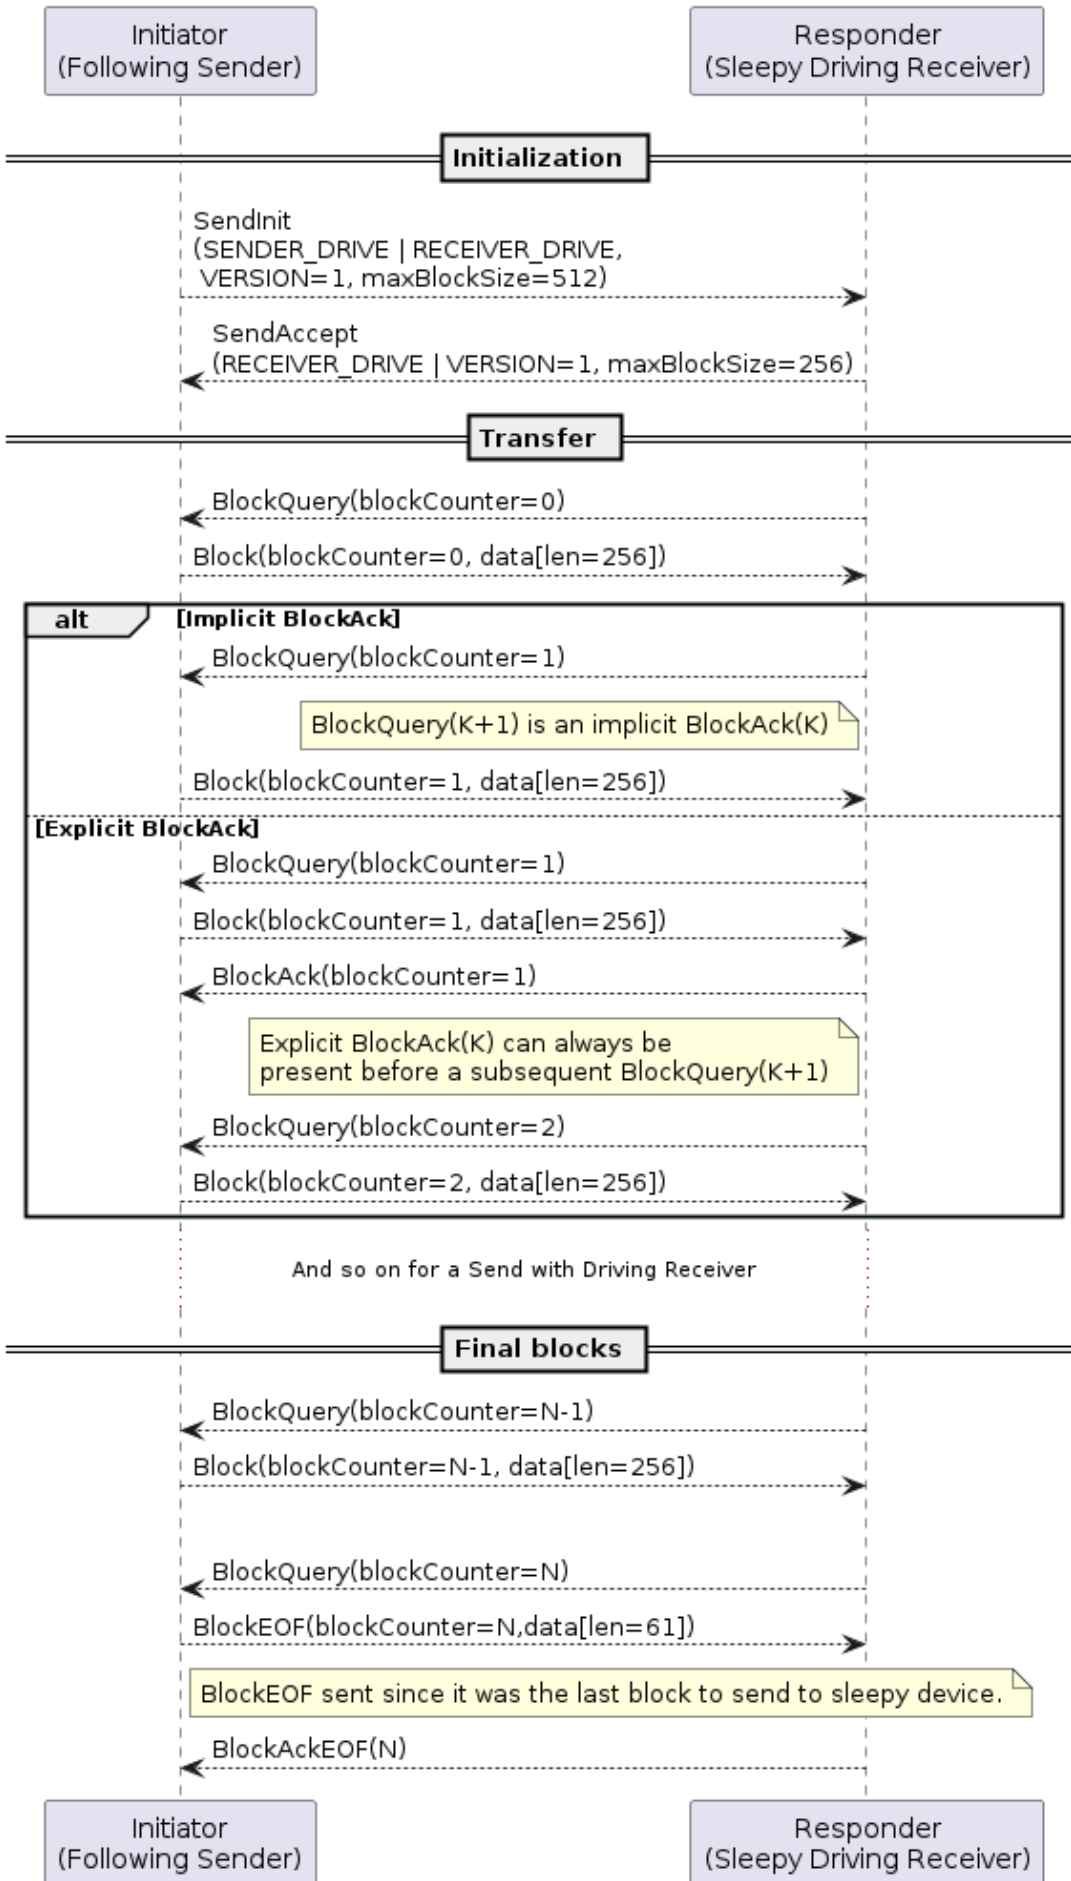 Initiator
(Following Sender)
Responder
(Sleepy Driving Receiver)
Initialization
SendInit
(SENDER_DRIVE | RECEIVER_DRIVE,
VERSION=1, maxBlockSize=512)
SendAccept
(RECEIVER_DRIVE | VERSION=1, maxBlockSize=256)
Transfer
BlockQuery(blockCounter=0)
Block(blockCounter=0, data[len=256])
alt [Implicit BlockAck]
BlockQuery(blockCounter=1)
BlockQuery(K+1) is an implicit BlockAck(K)
Block(blockCounter=1, data[len=256])
[Explicit BlockAck]
BlockQuery(blockCounter=1)
Block(blockCounter=1, data[len=256])
BlockAck(blockCounter=1)
Explicit BlockAck(K) can always be
present before a subsequent BlockQuery(K+1)
BlockQuery(blockCounter=2)
Block(blockCounter=2, data[len=256])
And so on for a Send with Driving Receiver
Final blocks
BlockQuery(blockCounter=N-1)
Block(blockCounter=N-1, data[len=256])
BlockQuery(blockCounter=N)
BlockEOF(blockCounter=N,data[len=61])
BlockEOF sent since it was the last block to send to sleepy device.
BlockAckEOF(N)
Initiator
(Following Sender)
Responder
(Sleepy Driving Receiver)